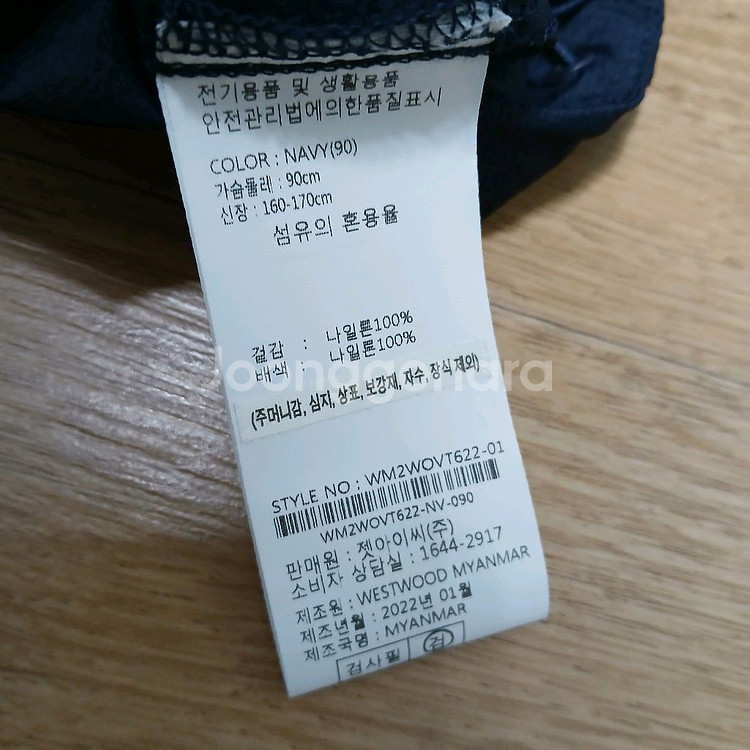 전기용품 및 생활용품
안전관리법에의한품질표시
COLOR : NAVY(90)
가슴둘레 : 90cm
신장 : 160-170cm
섬유의 혼용율
겉감 : 나일론100%
배색 : 나일론100%
Joonggonara
(주머니감, 심지, 상표, 보강재, 자수, 장식 제외)
STYLE NO : WM2WOVT622-01
WM2WOVT622-NV-090
판매원 : 젯아이씨(주)
소비자 상담실 : 1644-2917
제조원 : WESTWOOD MYANMAR
제조년월 : 2022년 01월
제조국명 : MYANMAR
검사필 검